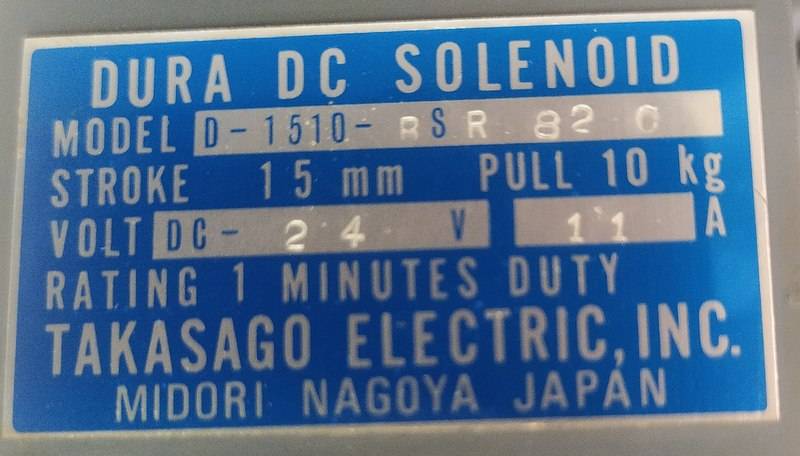 DURA DC SOLENOID
MODEL D-1510- RSR 82 C
STROKE 15 mm PULL 10 kg
VOLT DC- 24 V 11 A
RATING 1 MINUTES DUTY
TAKASAGO ELECTRIC, INC.
MIDORI NAGOYA JAPAN